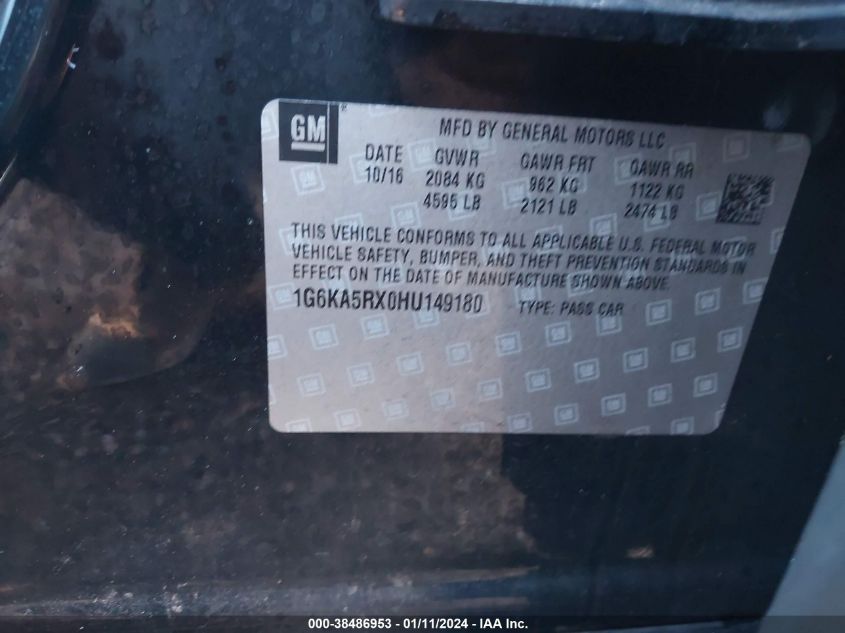 GM
MFD BY GENERAL MOTORS LLC
DATE GVWR GAWR FRT GAWR RR
10/16 2084 KG 962 KG 1122 KG
4595 LB 2121 LB 2474 LB
THIS VEHICLE CONFORMS TO ALL APPLICABLE U.S. FEDERAL MOTOR
VEHICLE SAFETY, BUMPER, AND THEFT PREVENTION STANDARDS IN
EFFECT ON THE DATE OF MANUFACTURE SHOWN ABOVE.
1G6KA5RX0HU149180 TYPE: PASS CAR
000-38486953 - 01/11/2024 - IAA Inc.